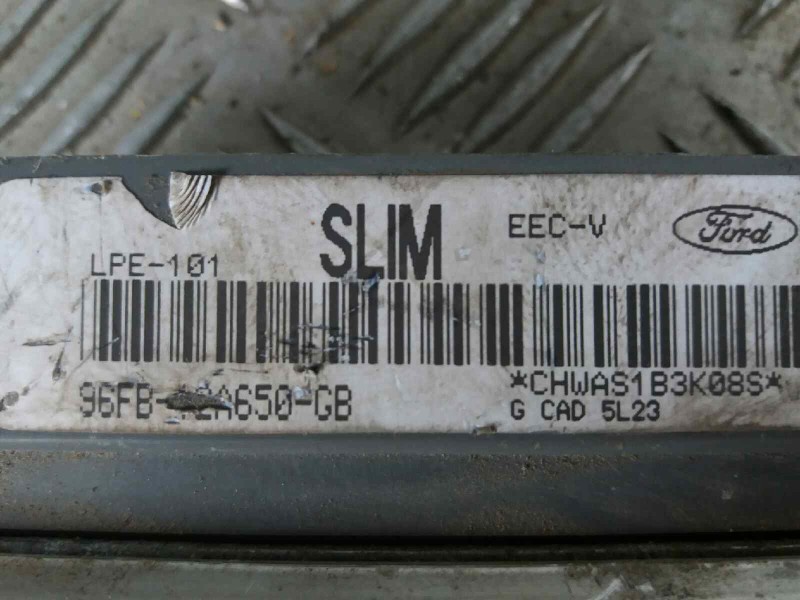 SLIM EEC-V Ford
LPE-101
96FB- A650-GB *CHWAS1B3K08S*
G CAD 5L23